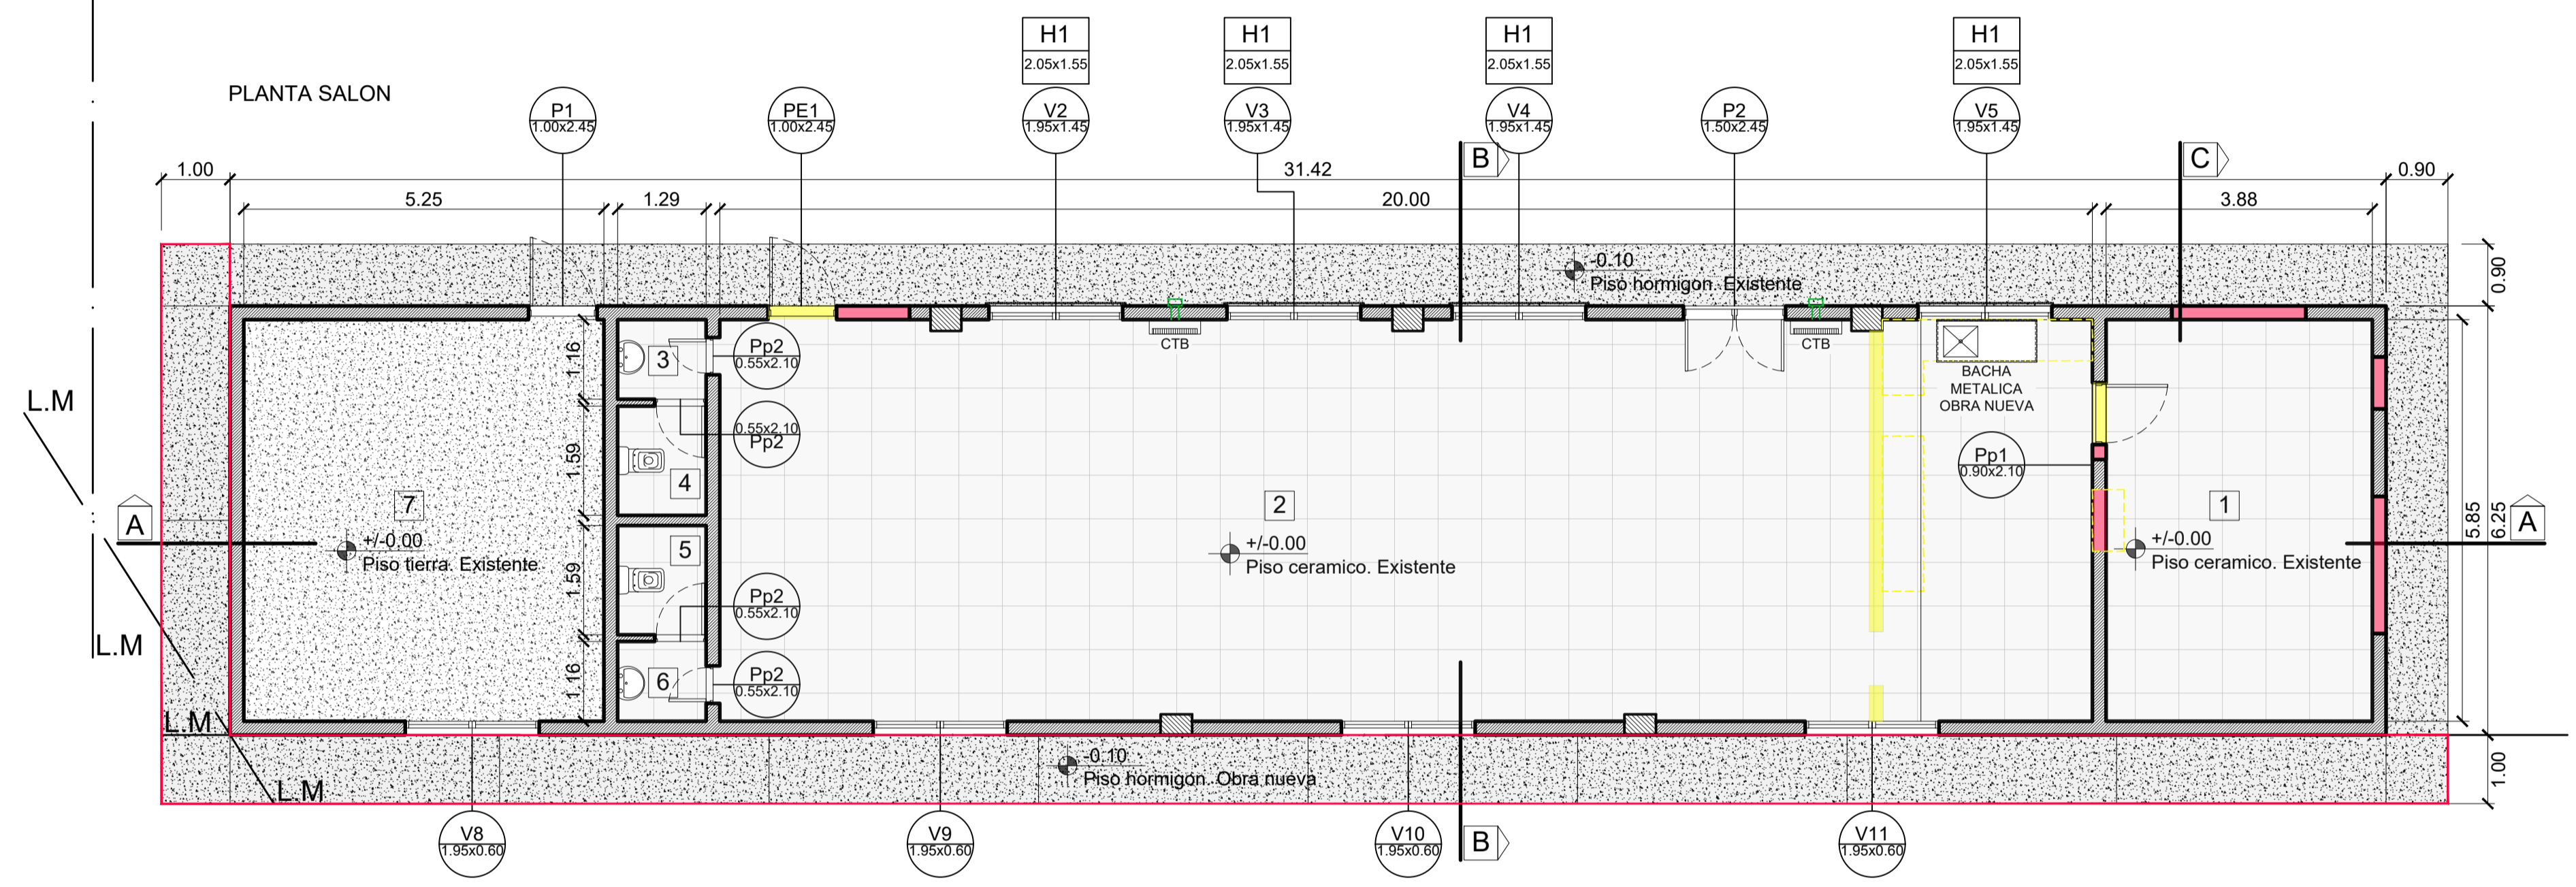 H1
2.05x1.55
H1
2.05x1.55
H1
2.05x1.55
H1
2.05x1.55
PLANTA SALON
P1
1.00x2.45
PE1
1.00x2.45
V2
1.95x1.45
V3
1.95x1.45
V4
1.95x1.45
P2
1.50x2.45
V5
1.95x1.45
B
C
1.00
31.42
0.90
5.25
1.29
20.00
3.88
-0.10
Piso hormigon. Existente
0.90
CTB
CTB
1.16
3
Pp2
0.55x2.10
BACHA
METALICA
OBRA NUEVA
L.M
0.55x2.10
Pp2
1.59
4
Pp1
0.90x2.10
7
2
1
A
A
5.85
6.25
+/-0.00
Piso tierra. Existente
+/-0.00
Piso ceramico. Existente
+/-0.00
Piso ceramico. Existente
5
1.59
Pp2
0.55x2.10
L.M
1.16
6
Pp2
0.55x2.10
L.M
-0.10
Piso hormigon. Obra nueva
1.00
L.M
V8
1.95x0.60
V9
1.95x0.60
V10
1.95x0.60
B
V11
1.95x0.60